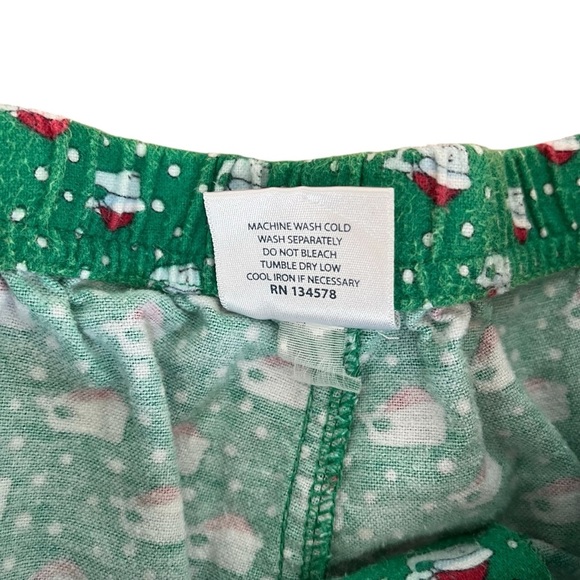 MACHINE WASH COLD
WASH SEPARATELY
DO NOT BLEACH
TUMBLE DRY LOW
COOL IRON IF NECESSARY
RN 134578